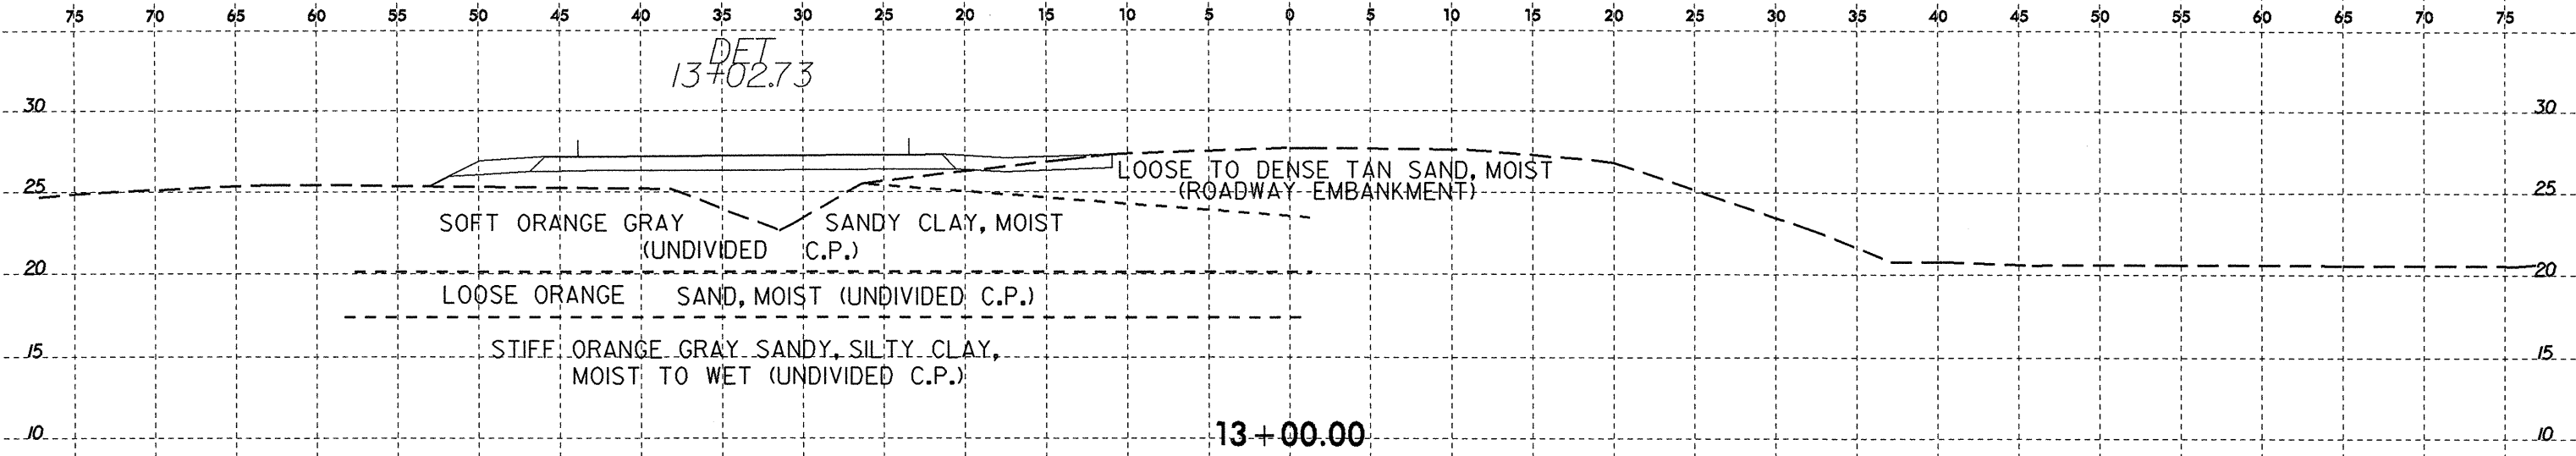 75 70 65 60 55 50 45 40 35 30 25 20 15 10 5 0 5 10 15 20 25 30 35 40 45 50 55 60 65 70 75
DET
13+02.73
30 30
LOOSE TO DENSE TAN SAND, MOIST
25 (ROADWAY EMBANKMENT) 25
SOFT ORANGE GRAY SANDY CLAY, MOIST
(UNDIVIDED C.P.)
20 20
LOOSE ORANGE SAND, MOIST (UNDIVIDED C.P.)
15 STIFF ORANGE GRAY SANDY, SILTY CLAY, 15
MOIST TO WET (UNDIVIDED C.P.)
10 13+00.00 10